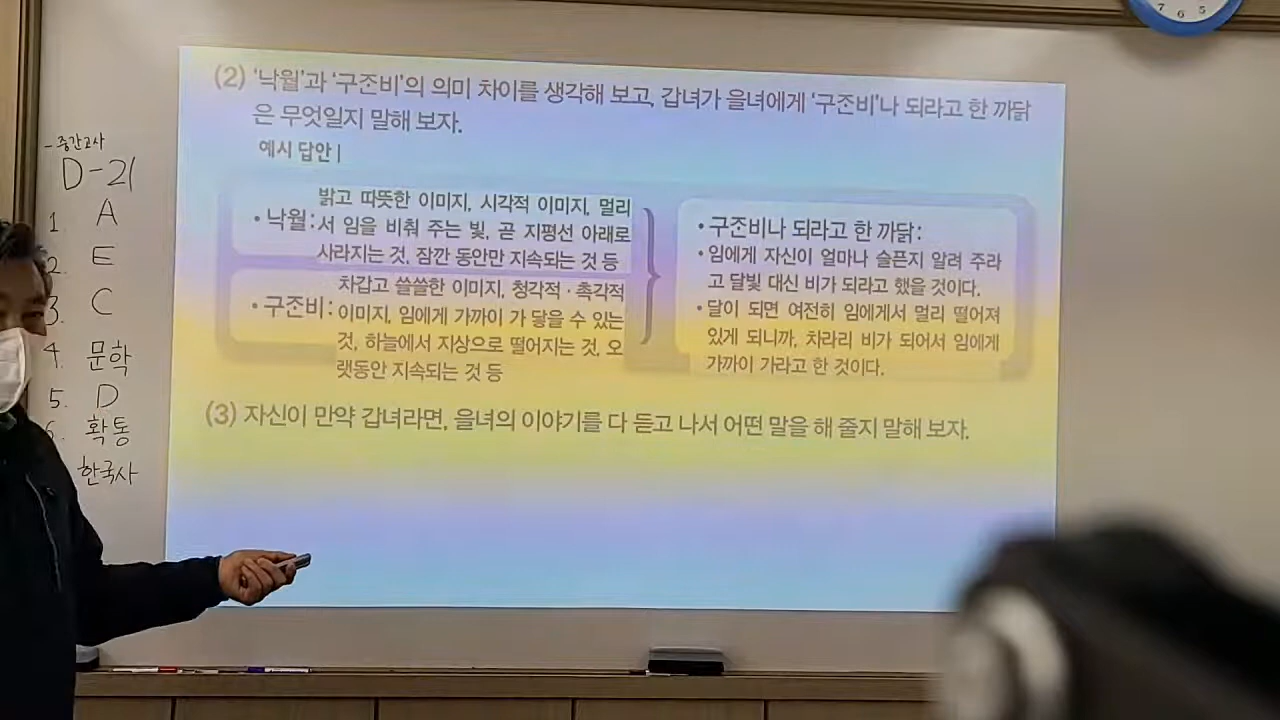 (2) '낙월'과 '구준비'의 의미 차이를 생각해 보고, 갑녀가 을녀에게 '구준비'나 되라고 한 까닭
은 무엇일지 말해 보자.
예시 답안 |
밝고 따뜻한 이미지, 시각적 이미지, 멀리
• 낙월: 서 임을 비춰 주는 빛, 곧 지평선 아래로
사라지는 것, 잠깐 동안만 지속되는 것 등
차갑고 쓸쓸한 이미지, 청각적·촉각적
• 구준비: 이미지, 임에게 가까이 가 닿을 수 있는
것, 하늘에서 지상으로 떨어지는 것, 오
랫동안 지속되는 것 등
• 구준비나 되라고 한 까닭:
• 임에게 자신이 얼마나 슬픈지 알려 주라
고 달빛 대신 비가 되라고 했을 것이다.
• 달이 되면 여전히 임에게서 멀리 떨어져
있게 되니까, 차라리 비가 되어서 임에게
가까이 가라고 한 것이다.
(3) 자신이 만약 갑녀라면, 을녀의 이야기를 다 듣고 나서 어떤 말을 해 줄지 말해 보자.
- 중간고사
D-21
1 A
2. E
3. C
4. 문학
5. D
6. 확통
한국사
7 6 5